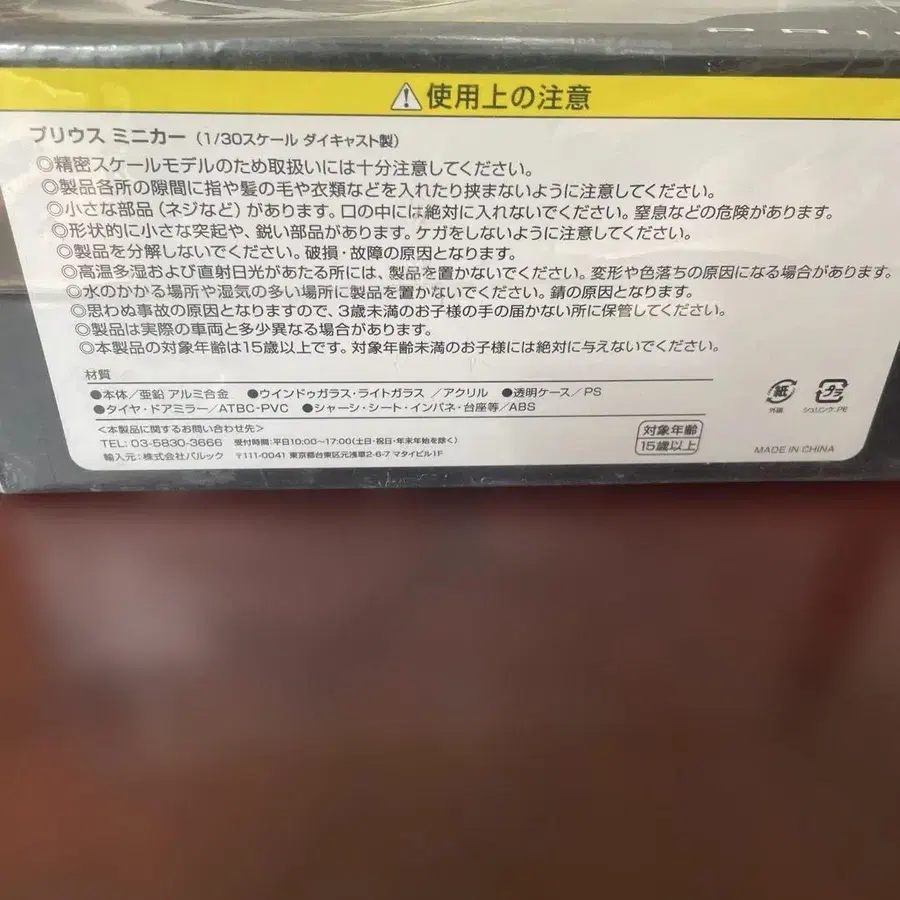 使用上の注意
プリウス ミニカー（1/30スケール ダイキャスト製）
◎精密スケールモデルのため取扱いには十分注意してください。
◎製品各所の隙間に指や髪の毛や衣類などを入れたり挟まないように注意してください。
◎小さな部品（ネジなど）があります。口の中には絶対に入れないでください。窒息などの危険があります。
◎形状的に小さな突起や、鋭い部品があります。ケガをしないように注意してください。
◎製品を分解しないでください。破損・故障の原因となります。
◎高温多湿および直射日光があたる所には、製品を置かないでください。変形や色落ちの原因になる場合があります。
◎水のかかる場所や湿気の多い場所に製品を置かないでください。錆の原因となります。
◎思わぬ事故の原因となりますので、3歳未満のお子様の手の届かない所に保管してください。
◎製品は実際の車両と多少異なる場合があります。
◎本製品の対象年齢は15歳以上です。対象年齢未満のお子様には絶対に与えないでください。
材質
●本体／亜鉛 アルミ合金 ●ウインドゥガラス・ライトガラス ／アクリル ●透明ケース／PS
●タイヤ・ドアミラー／ATBC-PVC ●シャーシ・シート・インパネ・台座等／ABS
＜本製品に関するお問い合わせ先＞
TEL: 03-5830-3666 受付時間:平日10:00〜17:00(土・日・祝日・年末年始を除く)
輸入元：株式会社バルック 〒111-0041 東京都台東区元浅草2-6-7 マタイビル1F
対象年齢
15歳以上
紙
外箱
プラ
シュリンク:PE
MADE IN CHINA